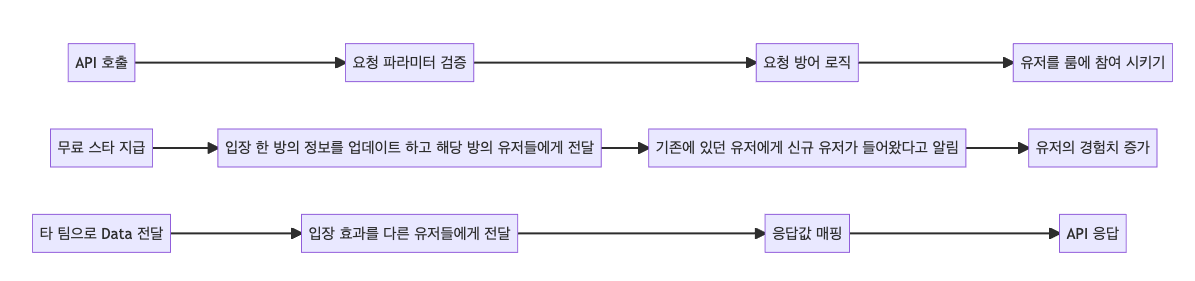 API 호출
요청 파라미터 검증
요청 방어 로직
유저를 룸에 참여 시키기
무료 스타 지급
입장 한 방의 정보를 업데이트 하고 해당 방의 유저들에게 전달
기존에 있던 유저에게 신규 유저가 들어왔다고 알림
유저의 경험치 증가
타 팀으로 Data 전달
입장 효과를 다른 유저들에게 전달
응답값 매핑
API 응답